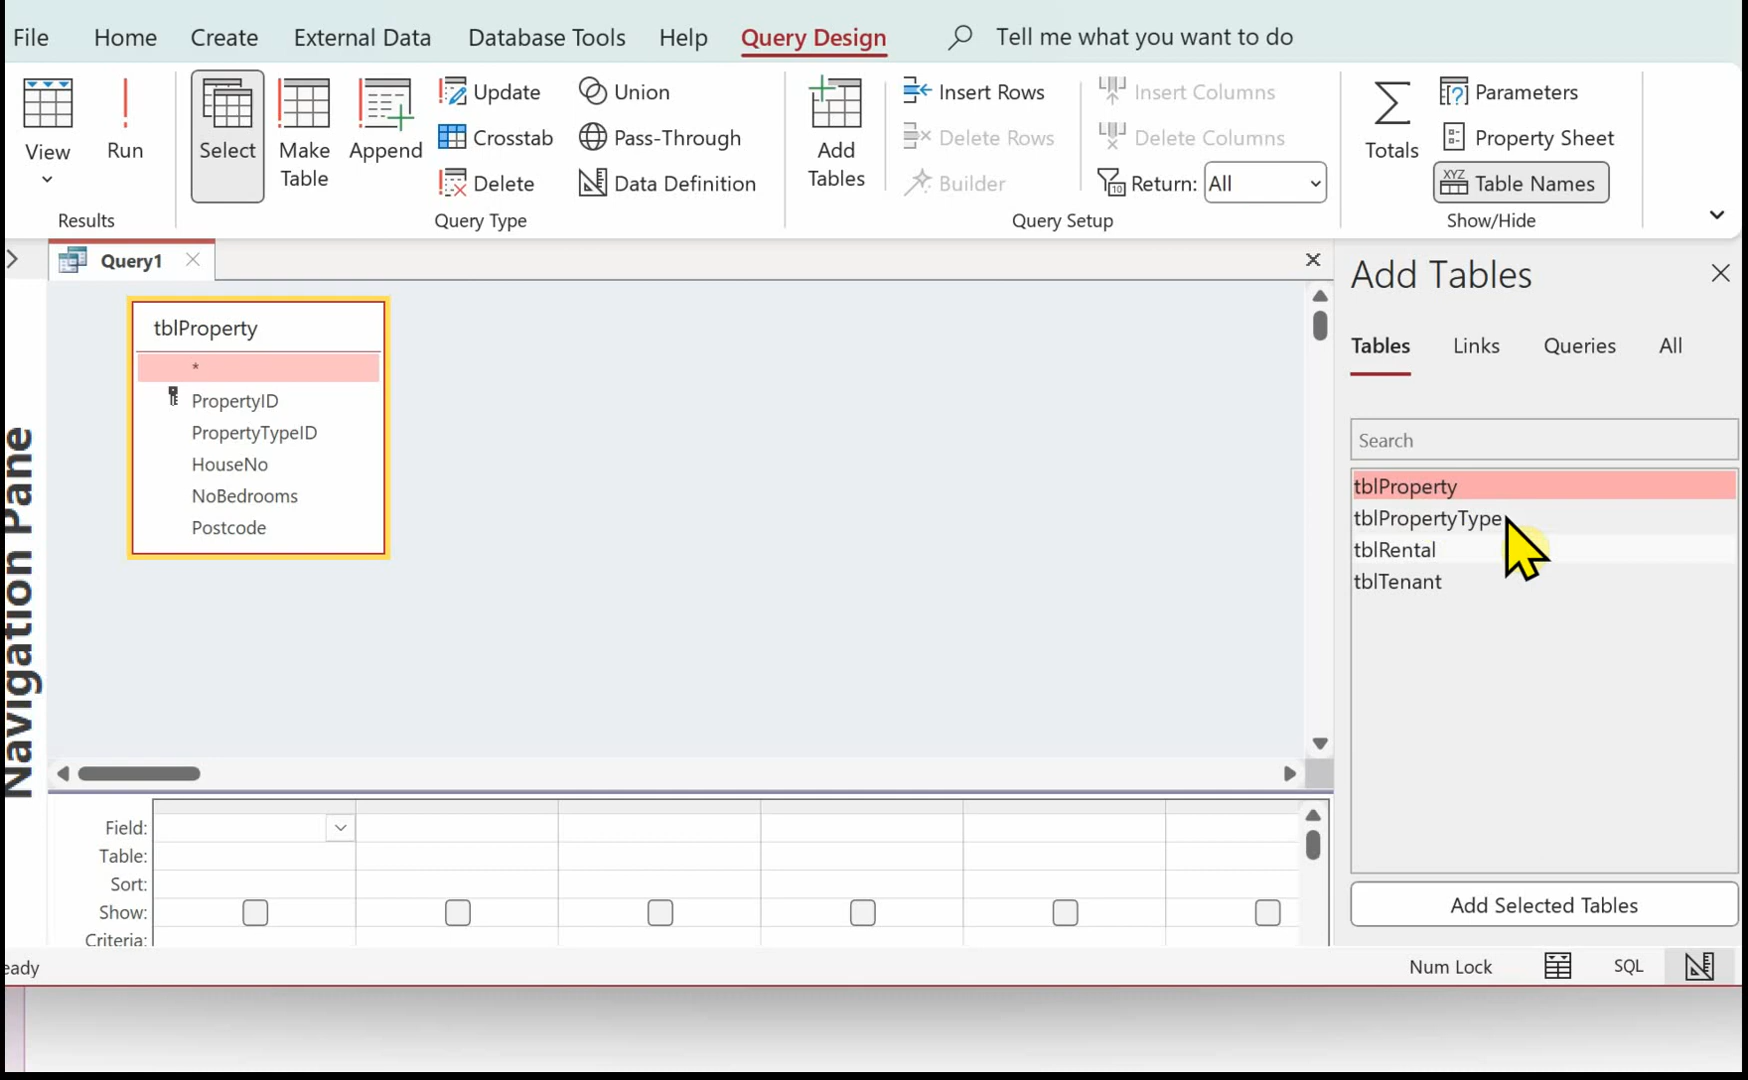 File Home Create External Data Database Tools Help Query Design Tell me what you want to do
View
Run
Select
Make
Table
Append
Update
Crosstab
Delete
Union
Pass-Through
Data Definition
Add
Tables
Insert Rows
Delete Rows
Builder
Insert Columns
Delete Columns
Return: All
Totals
Parameters
Property Sheet
Table Names
Results
Query Type
Query Setup
Show/Hide
Query1
Navigation Pane
tblProperty
*
PropertyID
PropertyTypeID
HouseNo
NoBedrooms
Postcode
Add Tables
Tables Links Queries All
Search
tblProperty
tblPropertyType
tblRental
tblTenant
Add Selected Tables
Field:
Table:
Sort:
Show:
Criteria:
eady
Num Lock
SQL